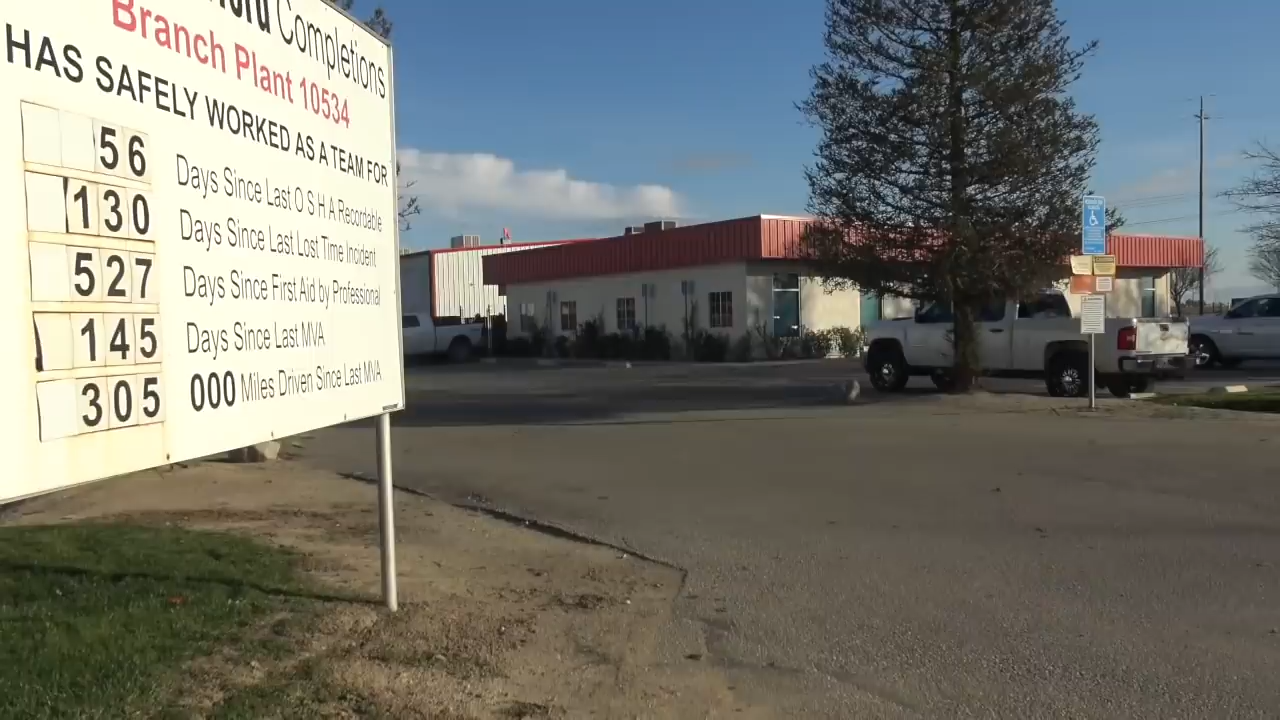 Completions
Branch Plant 10534
HAS SAFELY WORKED AS A TEAM FOR
56 Days Since Last O S H A Recordable
130 Days Since Last Lost Time Incident
527 Days Since First Aid by Professional
145 Days Since Last MVA
305 000 Miles Driven Since Last MVA